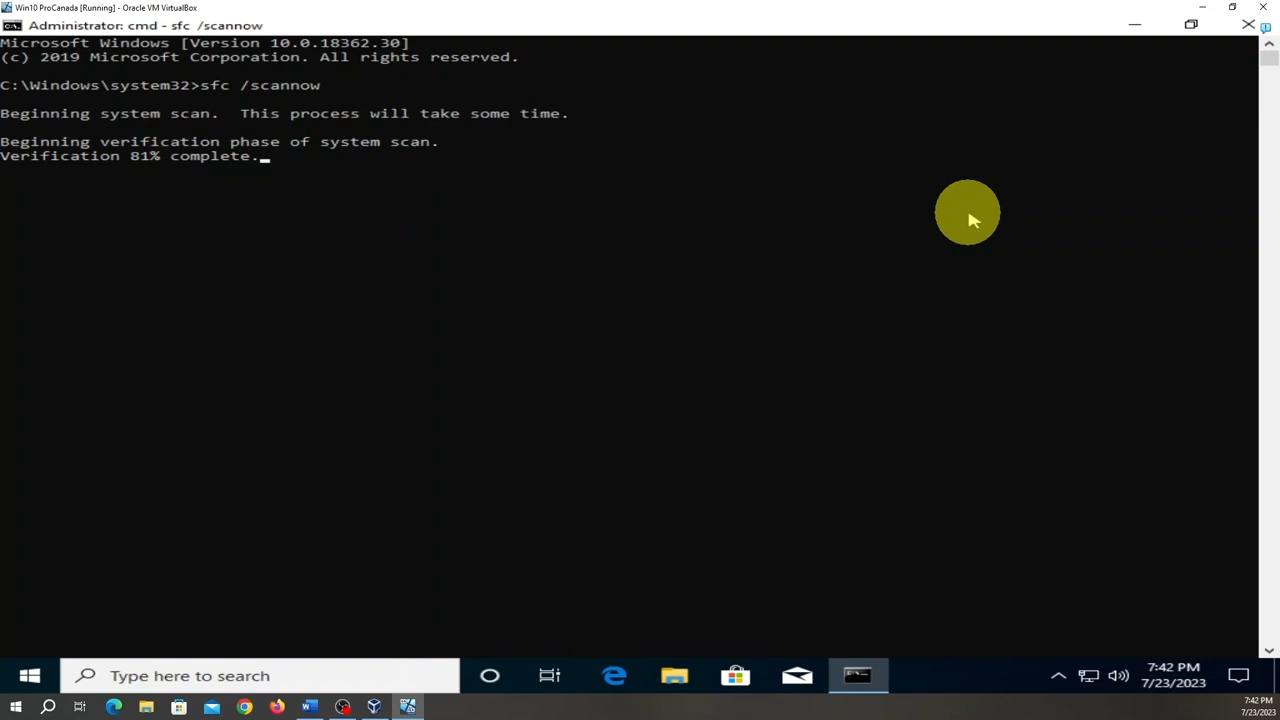 Win10 ProCanada [Running] - Oracle VM VirtualBox
Administrator: cmd - sfc  /scannow
Microsoft Windows [Version 10.0.18362.30]
(c) 2019 Microsoft Corporation. All rights reserved.
C:\Windows\system32>sfc /scannow
Beginning system scan.  This process will take some time.
Beginning verification phase of system scan.
Verification 81% complete.
Type here to search
7:42 PM
7/23/2023
7:42 PM
7/23/2023